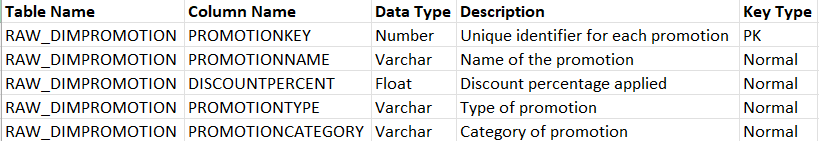 Table Name Column Name Data Type Description Key Type
RAW_DIMPROMOTION PROMOTIONKEY Number Unique identifier for each promotion PK
RAW_DIMPROMOTION PROMOTIONNAME Varchar Name of the promotion Normal
RAW_DIMPROMOTION DISCOUNTPERCENT Float Discount percentage applied Normal
RAW_DIMPROMOTION PROMOTIONTYPE Varchar Type of promotion Normal
RAW_DIMPROMOTION PROMOTIONCATEGORY Varchar Category of promotion Normal